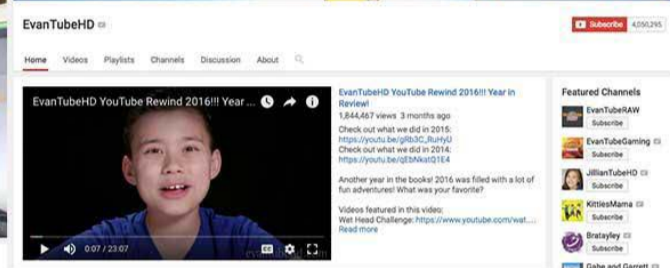 EvanTubeHD
Subscribe 4,050,295
Home Videos Playlists Channels Discussion About
EvanTubeHD YouTube Rewind 2016!!! Year ...
0:07 / 23:07
EvanTubeHD YouTube Rewind 2016!!! Year in
Review!
1,844,467 views 3 months ago
Check out what we did in 2015:
https://youtu.be/gRb3C_RuHyU
Check out what we did in 2014:
https://youtu.be/qEbNkatQ1E4
Another year in the books! 2016 was filled with a lot of
fun adventures! What was your favorite?
Videos featured in this video:
Wet Head Challenge: https://www.youtube.com/wat....
Read more
Featured Channels
EvanTubeRAW
Subscribe
EvanTubeGaming
Subscribe
JillianTubeHD
Subscribe
KittiesMama
Subscribe
Bratayley
Subscribe
Gabe and Garrett